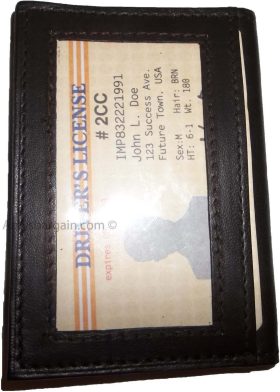 DRIVER'S LICENSE
# 2CC
IMP832221991
John L. Doe
123 Success Ave.
Future Town, USA
Sex.M Hair: BRN
HT: 6-1 Wt. 180
expires